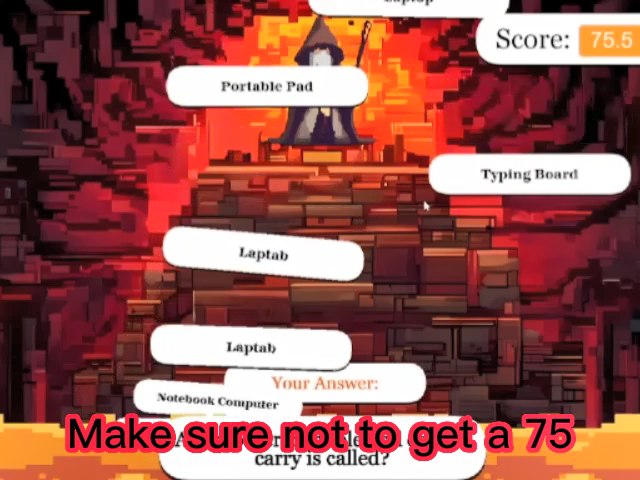 Laptop
Score: 75.5
Portable Pad
Typing Board
Laptab
Laptab
Your Answer:
Notebook Computer
Make sure not to get a 75
carry is called?